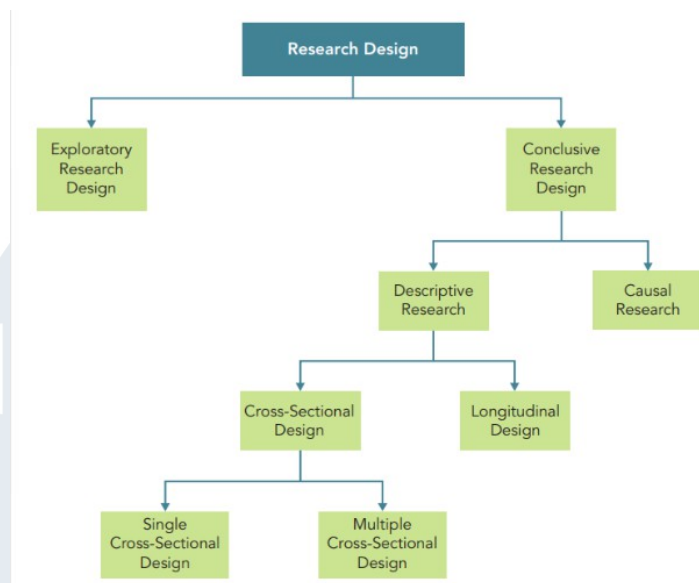 Research Design
Exploratory
Research
Design
Conclusive
Research
Design
Descriptive
Research
Causal
Research
Cross-Sectional
Design
Longitudinal
Design
Single
Cross-Sectional
Design
Multiple
Cross-Sectional
Design